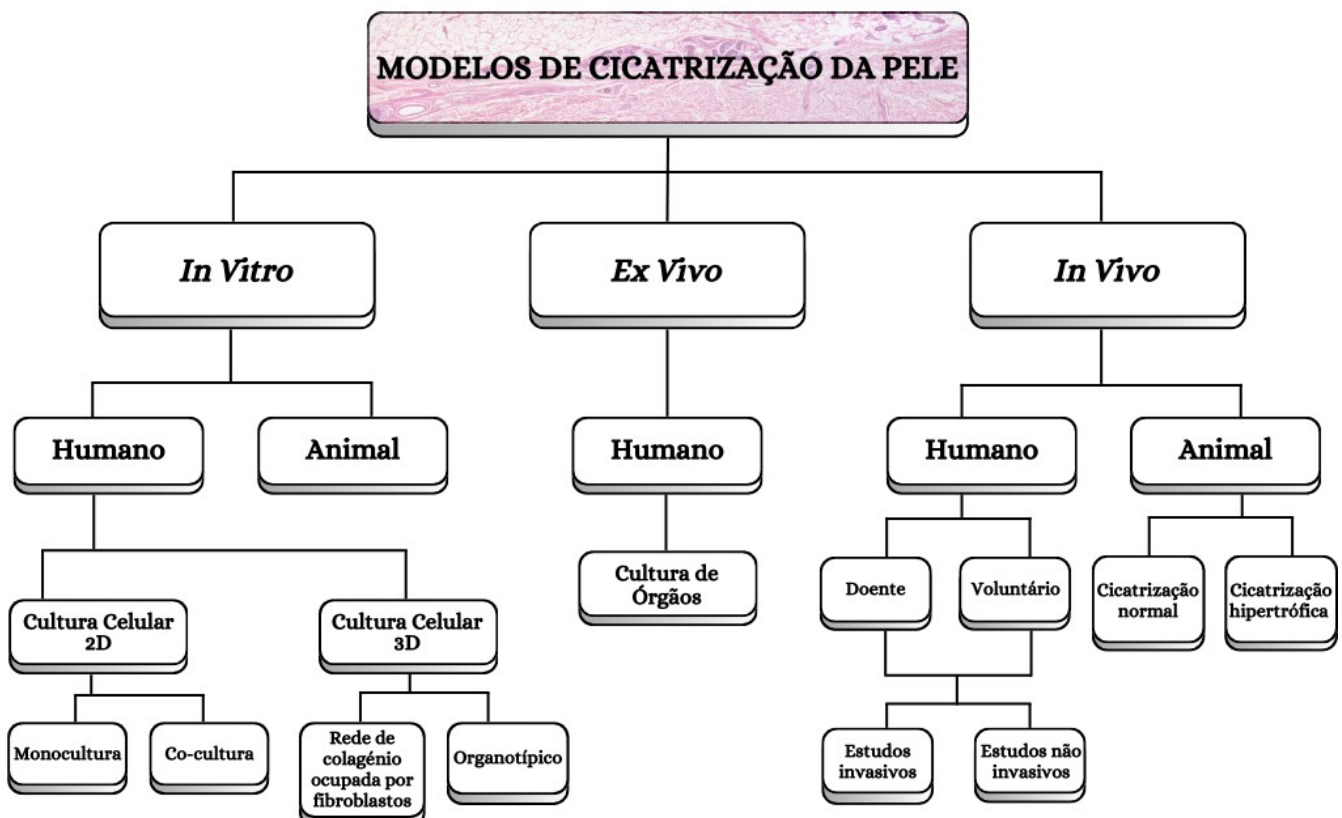 MODELOS DE CICATRIZAÇÃO DA PELE
In Vitro
Ex Vivo
In Vivo
Humano
Animal
Humano
Humano
Animal
Cultura Celular
2D
Cultura Celular
3D
Cultura de
Órgãos
Doente
Voluntário
Cicatrização
normal
Cicatrização
hipertrófica
Monocultura
Co-cultura
Rede de
colagénio
ocupada por
fibroblastos
Organotípico
Estudos
invasivos
Estudos não
invasivos